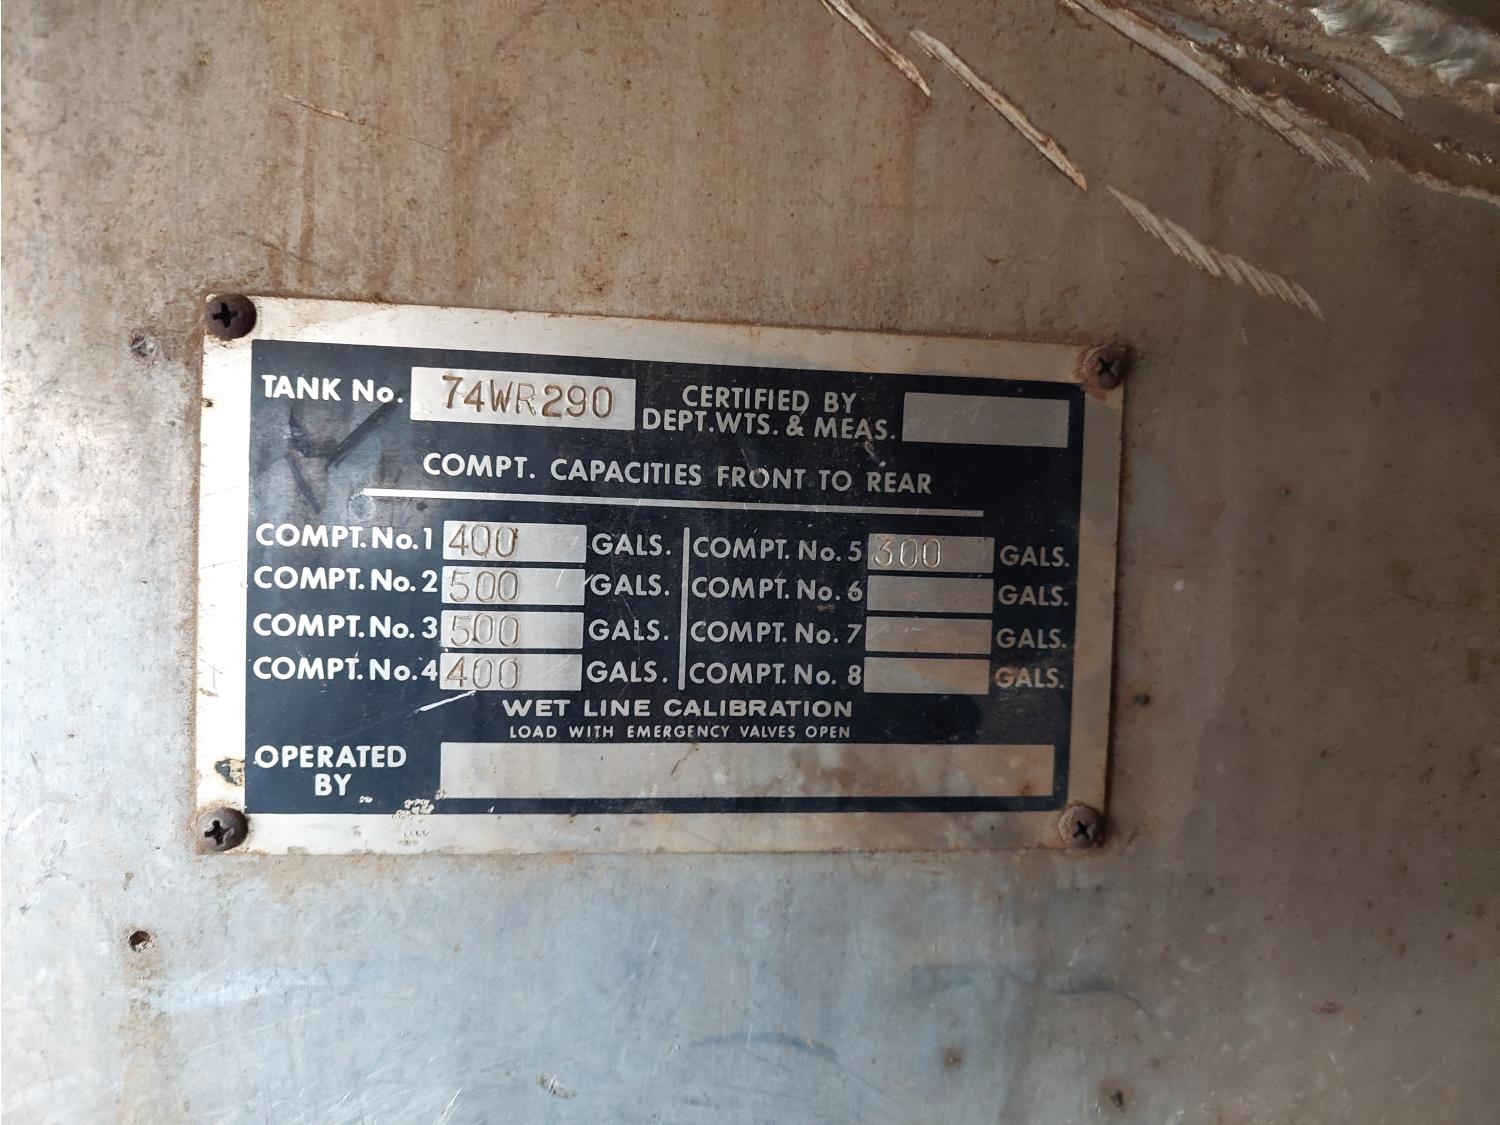 TANK No. 74WR290 CERTIFIED BY
DEPT. WTS. & MEAS.
COMPT. CAPACITIES FRONT TO REAR
COMPT. No. 1 400 GALS.
COMPT. No. 2 500 GALS.
COMPT. No. 3 500 GALS.
COMPT. No. 4 400 GALS.
COMPT. No. 5 300 GALS.
COMPT. No. 6 GALS.
COMPT. No. 7 GALS.
COMPT. No. 8 GALS.
WET LINE CALIBRATION
LOAD WITH EMERGENCY VALVES OPEN
OPERATED
BY